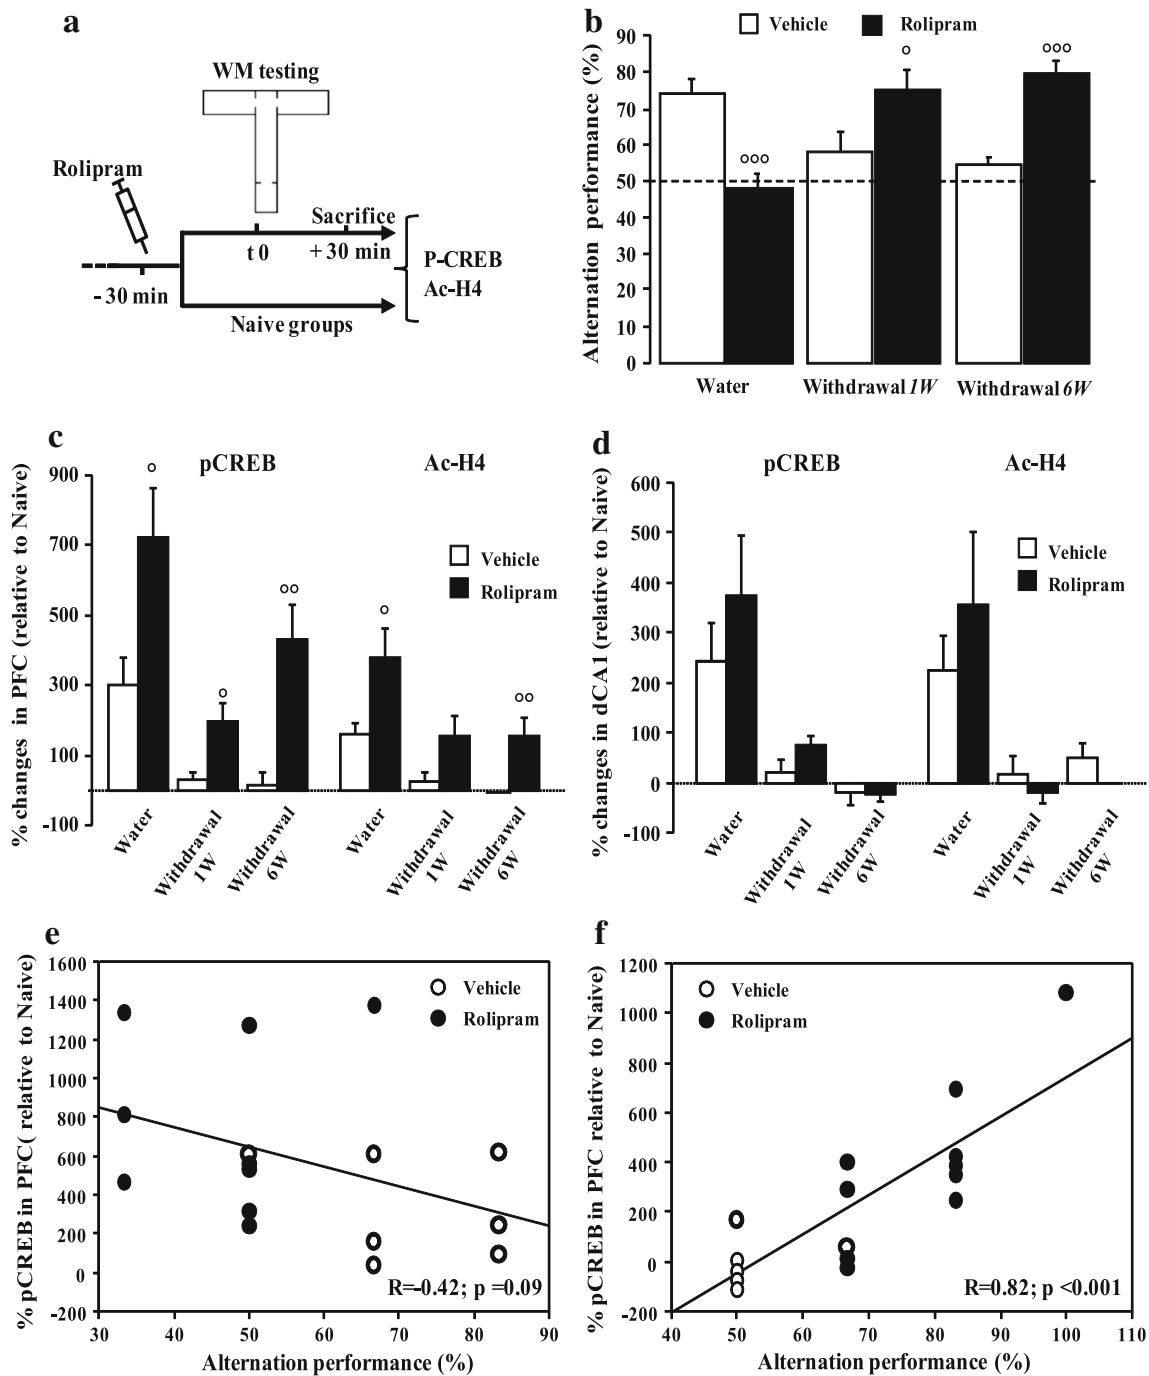 a
WM testing
Rolipram
Sacrifice
t 0
+ 30 min
- 30 min
P-CREB
Ac-H4
Naive groups
b
Vehicle
Rolipram
Alternation performance (%)
90
80
70
60
50
40
30
20
10
0
°
°°°
°°°
Water
Withdrawal 1W
Withdrawal 6W
c
pCREB
Ac-H4
% changes in PFC (relative to Naive)
900
700
500
300
100
-100
°
°
°°
°
°°
Vehicle
Rolipram
Water
Withdrawal 1W
Withdrawal 6W
Water
Withdrawal 1W
Withdrawal 6W
d
pCREB
Ac-H4
% changes in dCA1 (relative to Naive)
600
500
400
300
200
100
0
-100
Vehicle
Rolipram
Water
Withdrawal 1W
Withdrawal 6W
Water
Withdrawal 1W
Withdrawal 6W
e
% pCREB in PFC( relative to Naive)
1600
1400
1200
1000
800
600
400
200
0
-200
Vehicle
Rolipram
R=-0.42; p =0.09
30 40 50 60 70 80 90
Alternation performance (%)
f
% pCREB in PFC relative to Naive)
1200
1000
800
600
400
200
0
-200
Vehicle
Rolipram
R=0.82; p <0.001
40 50 60 70 80 90 100 110
Alternation performance (%)